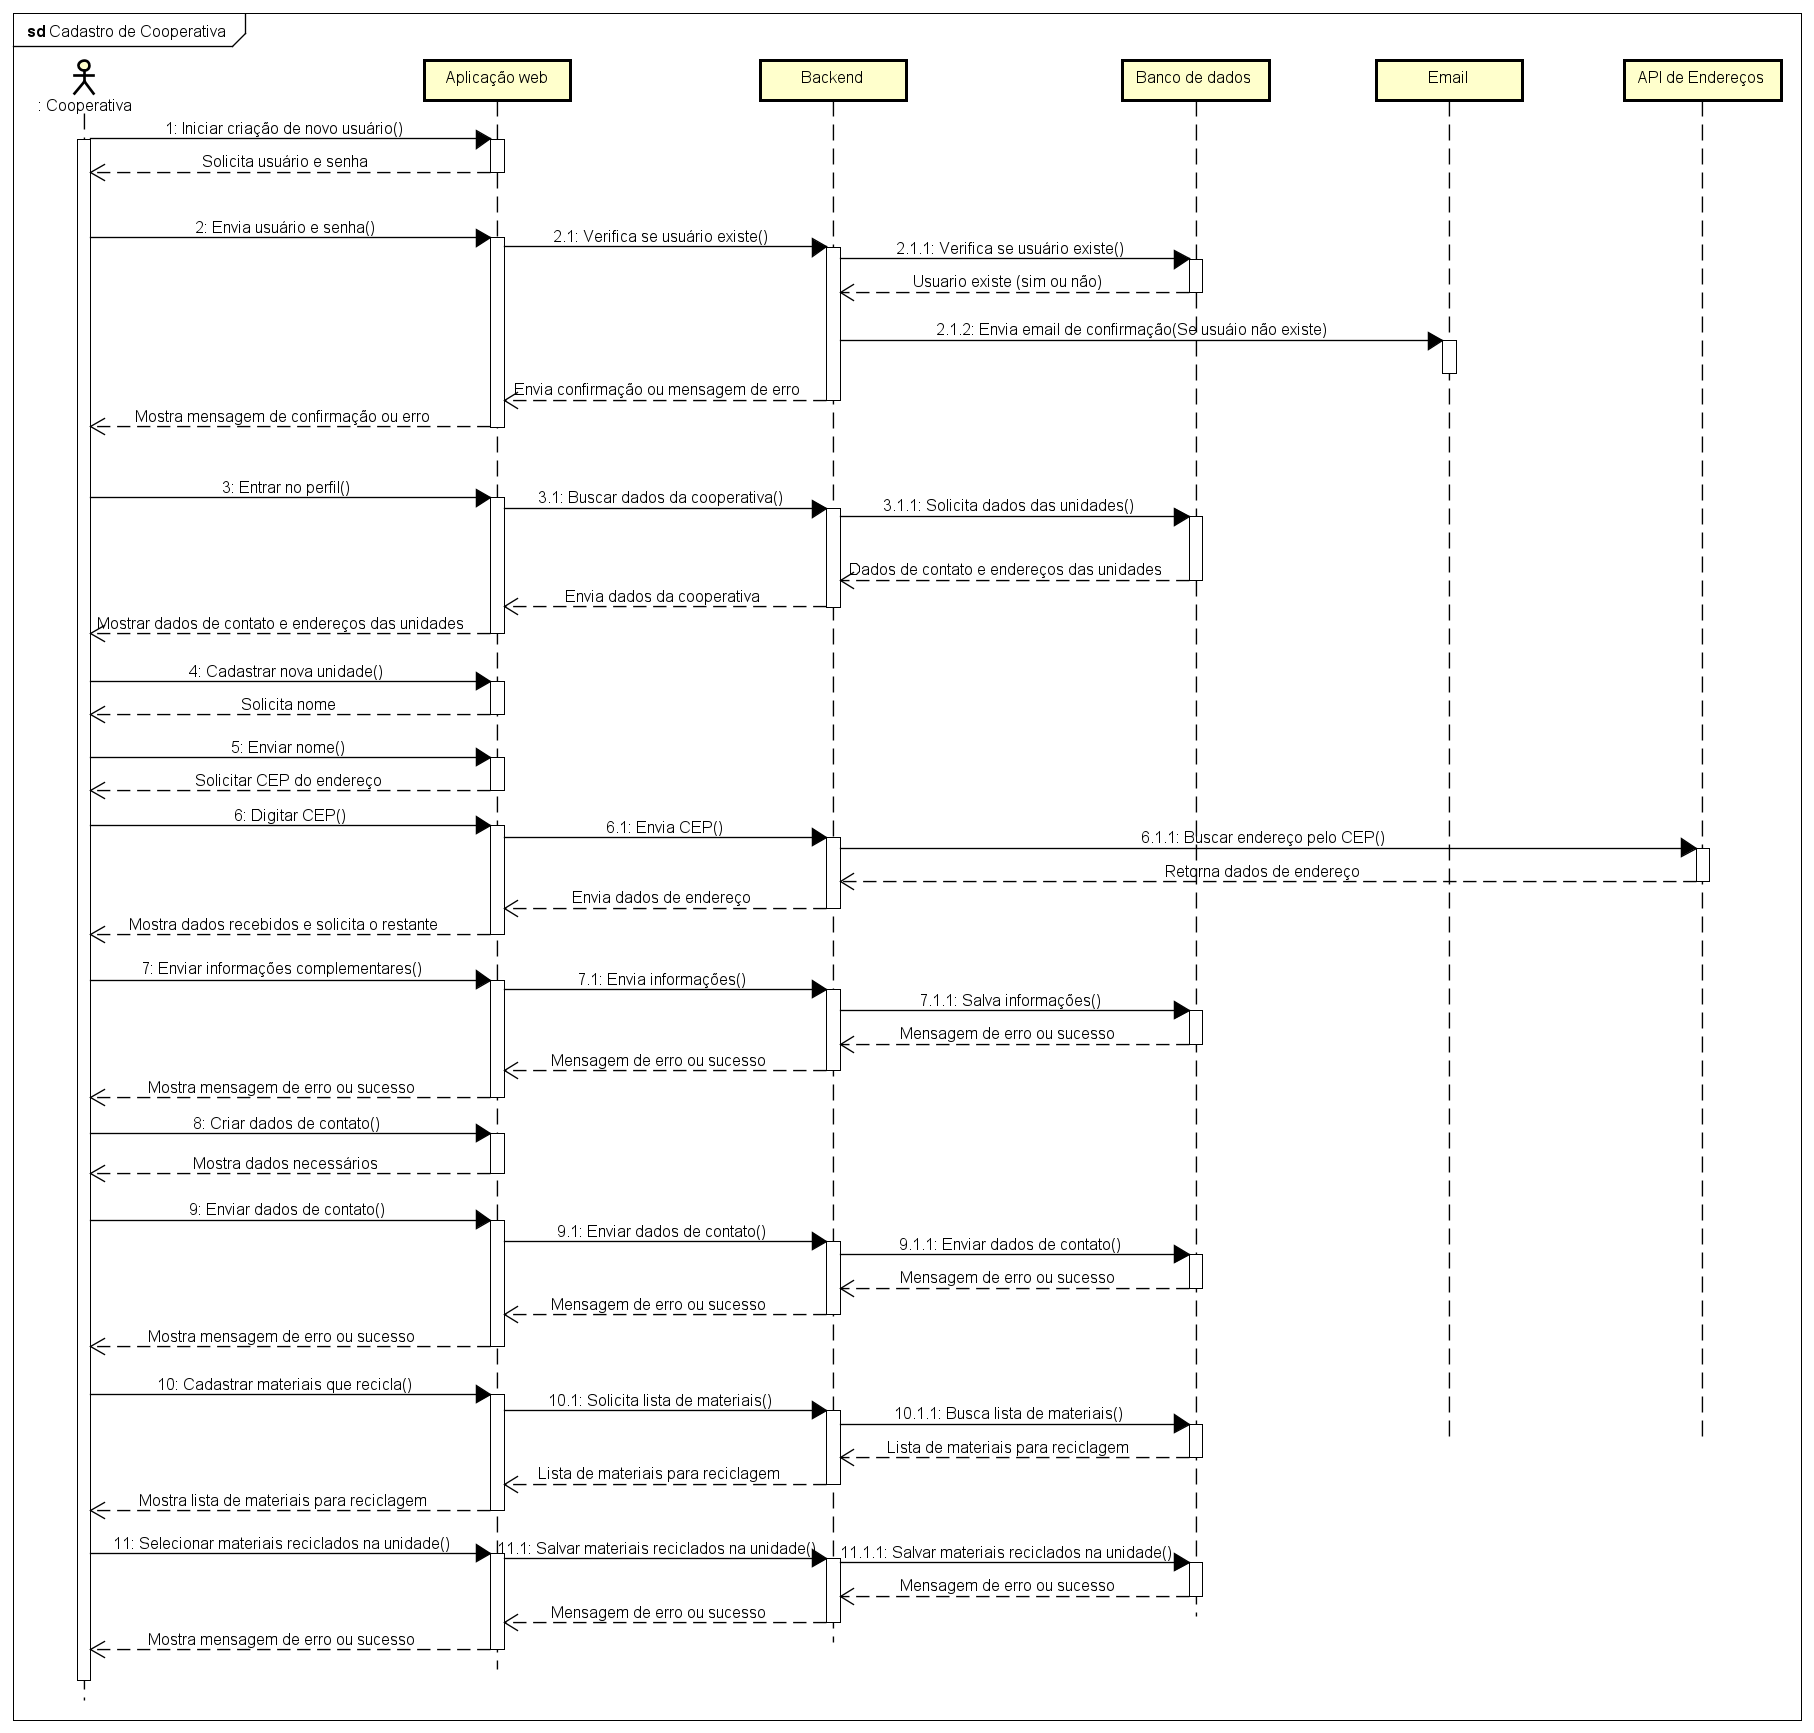 sd Cadastro de Cooperativa
: Cooperativa
Aplicação web
Backend
Banco de dados
Email
API de Endereços
1: Iniciar criação de novo usuário()
Solicita usuário e senha
2: Envia usuário e senha()
2.1: Verifica se usuário existe()
2.1.1: Verifica se usuário existe()
Usuario existe (sim ou não)
2.1.2: Envia email de confirmação(Se usuáio não existe)
Envia confirmação ou mensagem de erro
Mostra mensagem de confirmação ou erro
3: Entrar no perfil()
3.1: Buscar dados da cooperativa()
3.1.1: Solicita dados das unidades()
Dados de contato e endereços das unidades
Envia dados da cooperativa
Mostrar dados de contato e endereços das unidades
4: Cadastrar nova unidade()
Solicita nome
5: Enviar nome()
Solicitar CEP do endereço
6: Digitar CEP()
6.1: Envia CEP()
6.1.1: Buscar endereço pelo CEP()
Retorna dados de endereço
Envia dados de endereço
Mostra dados recebidos e solicita o restante
7: Enviar informações complementares()
7.1: Envia informações()
7.1.1: Salva informações()
Mensagem de erro ou sucesso
Mensagem de erro ou sucesso
Mostra mensagem de erro ou sucesso
8: Criar dados de contato()
Mostra dados necessários
9: Enviar dados de contato()
9.1: Enviar dados de contato()
9.1.1: Enviar dados de contato()
Mensagem de erro ou sucesso
Mensagem de erro ou sucesso
Mostra mensagem de erro ou sucesso
10: Cadastrar materiais que recicla()
10.1: Solicita lista de materiais()
10.1.1: Busca lista de materiais()
Lista de materiais para reciclagem
Lista de materiais para reciclagem
Mostra lista de materiais para reciclagem
11: Selecionar materiais reciclados na unidade()
11.1: Salvar materiais reciclados na unidade()
11.1.1: Salvar materiais reciclados na unidade()
Mensagem de erro ou sucesso
Mensagem de erro ou sucesso
Mostra mensagem de erro ou sucesso